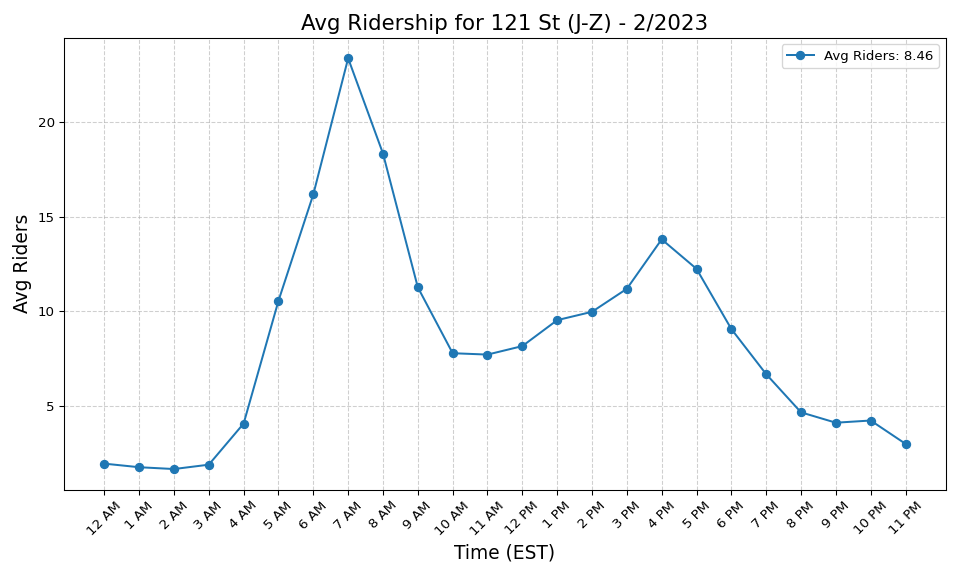 Avg Ridership for 121 St (J-Z) - 2/2023
Avg Riders: 8.46
Avg Riders
20
15
10
5
12 AM 1 AM 2 AM 3 AM 4 AM 5 AM 6 AM 7 AM 8 AM 9 AM 10 AM 11 AM 12 PM 1 PM 2 PM 3 PM 4 PM 5 PM 6 PM 7 PM 8 PM 9 PM 10 PM 11 PM
Time (EST)